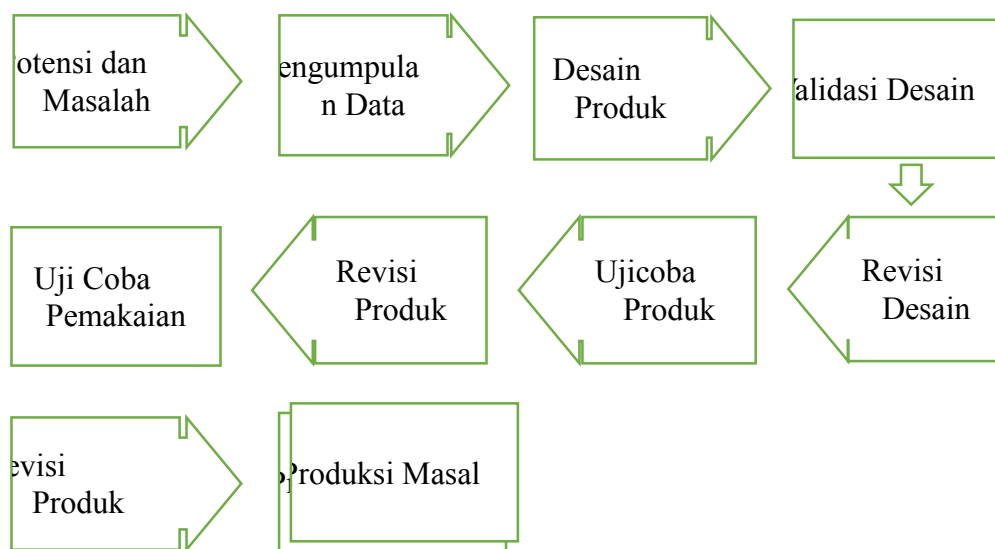 otensi dan
Masalah
engumpula
n Data
Desain
Produk
alidasi Desain
Uji Coba
Pemakaian
Revisi
Produk
Ujicoba
Produk
Revisi
Desain
evisi
Produk
Produksi Masal